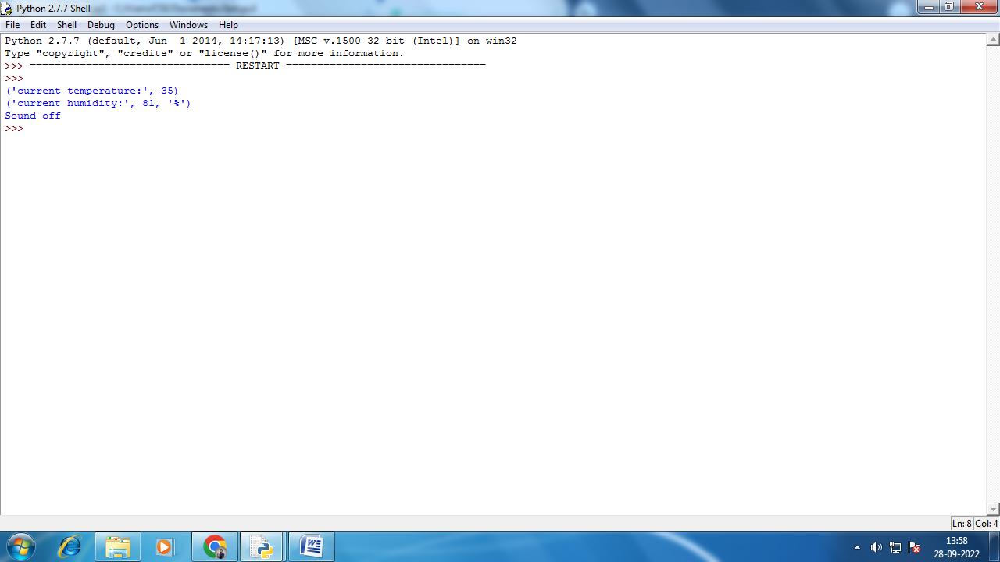 Python 2.7.7 Shell
File Edit Shell Debug Options Windows Help
Python 2.7.7 (default, Jun  1 2014, 14:17:13) [MSC v.1500 32 bit (Intel)] on win32
Type "copyright", "credits" or "license()" for more information.
>>> ================================ RESTART ================================
>>>
('current temperature:', 35)
('current humidity:', 81, '%')
Sound off
>>>
Ln: 8 Col: 4
13:58
28-09-2022